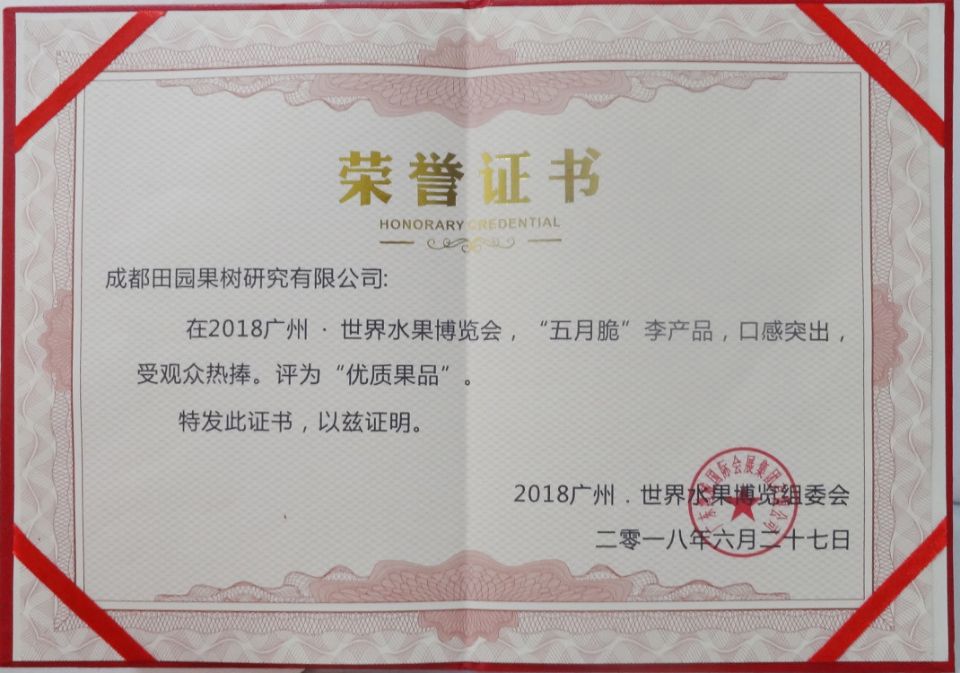 荣誉证书
HONORARY CREDENTIAL
成都田园果树研究有限公司:
在2018广州·世界水果博览会，“五月脆”李产品，口感突出，
受观众热捧。评为“优质果品”。
特发此证书，以兹证明。
2018广州.世界水果博览组委会
二零一八年六月二十七日